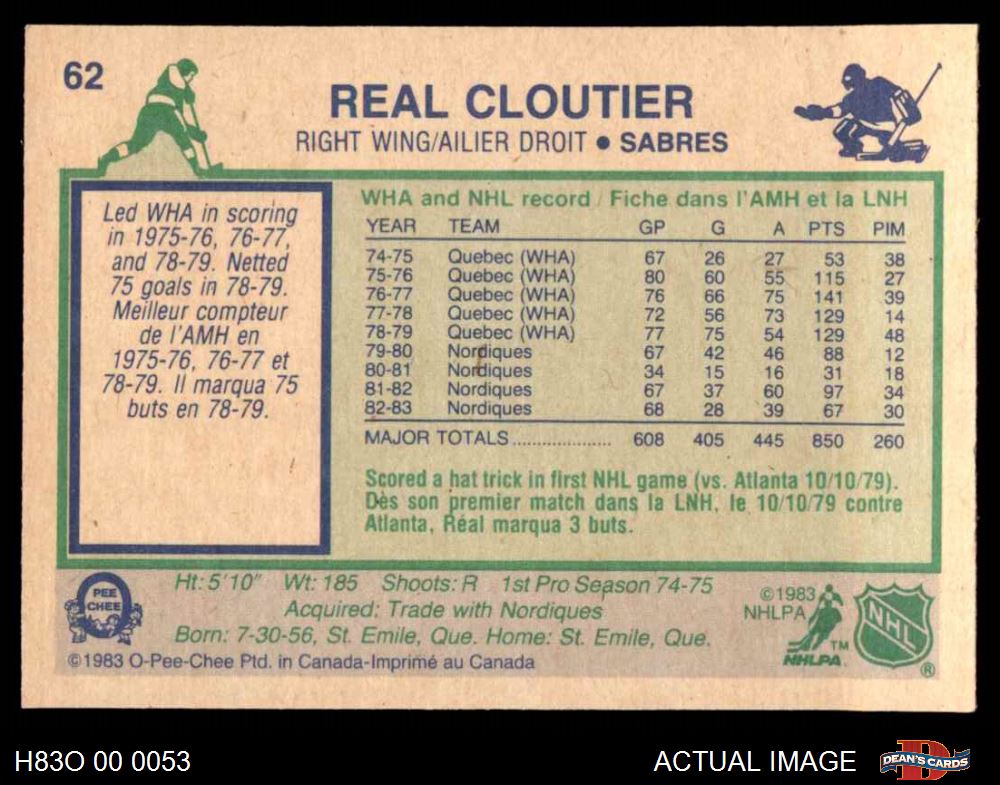 62
REAL CLOUTIER
RIGHT WING/AILIER DROIT ● SABRES
Led WHA in scoring
in 1975-76, 76-77,
and 78-79. Netted
75 goals in 78-79.
Meilleur compteur
de l'AMH en
1975-76, 76-77 et
78-79. Il marqua 75
buts en 78-79.
WHA and NHL record / Fiche dans l'AMH et la LNH
YEAR TEAM GP G A PTS PIM
74-75 Quebec (WHA) 67 26 27 53 38
75-76 Quebec (WHA) 80 60 55 115 27
76-77 Quebec (WHA) 76 66 75 141 39
77-78 Quebec (WHA) 72 56 73 129 14
78-79 Quebec (WHA) 77 75 54 129 48
79-80 Nordiques 67 42 46 88 12
80-81 Nordiques 34 15 16 31 18
81-82 Nordiques 67 37 60 97 34
82-83 Nordiques 68 28 39 67 30
MAJOR TOTALS.................... 608 405 445 850 260
Scored a hat trick in first NHL game (vs. Atlanta 10/10/79).
Dès son premier match dans la LNH, le 10/10/79 contre
Atlanta, Réal marqua 3 buts.
O PEE CHEE
Ht: 5'10" Wt: 185 Shoots: R 1st Pro Season 74-75
Acquired: Trade with Nordiques
Born: 7-30-56, St. Emile, Que. Home: St. Emile, Que.
©1983 O-Pee-Chee Ptd. in Canada-Imprimé au Canada
©1983
NHLPA
TM
NHLPA
NHL
®
H83O 00 0053
ACTUAL IMAGE
DEAN'S CARDS